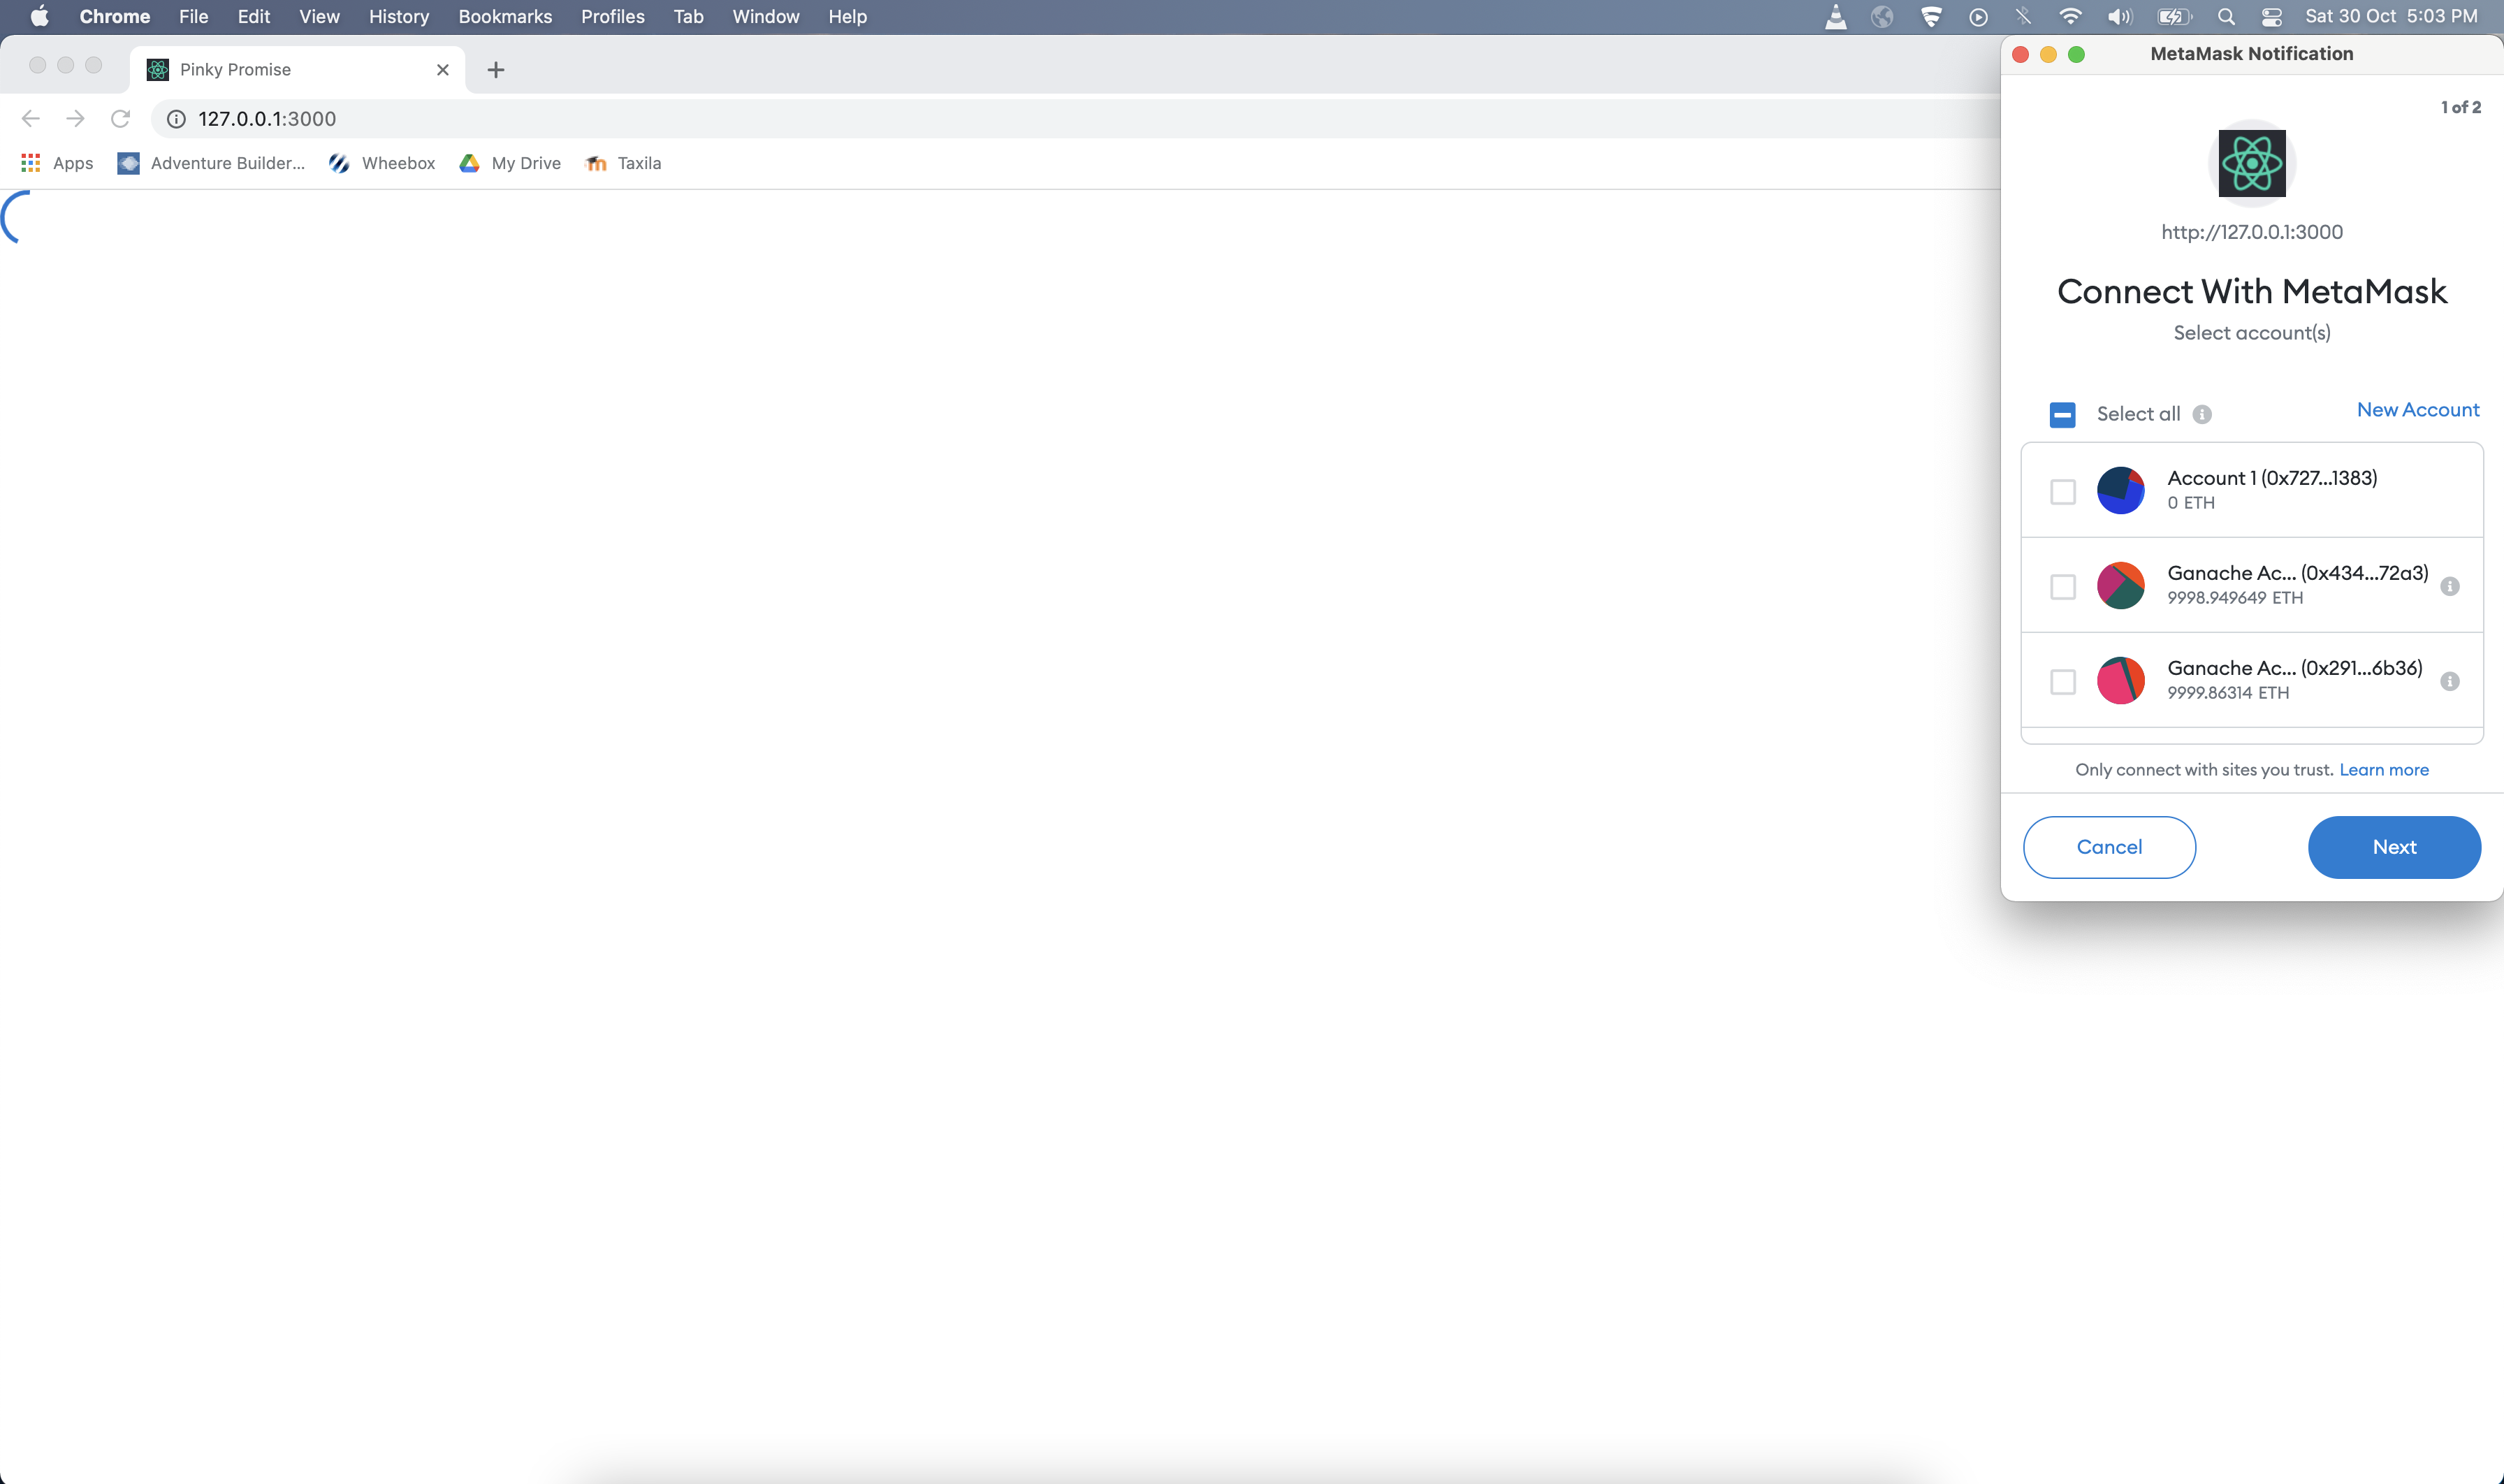 Chrome File Edit View History Bookmarks Profiles Tab Window Help Sat 30 Oct 5:03 PM
Pinky Promise
127.0.0.1:3000
Apps Adventure Builder... Wheebox My Drive Taxila
MetaMask Notification
1 of 2
http://127.0.0.1:3000
Connect With MetaMask
Select account(s)
Select all New Account
Account 1 (0x727...1383)
0 ETH
Ganache Ac... (0x434...72a3)
9998.949649 ETH
Ganache Ac... (0x291...6b36)
9999.86314 ETH
Only connect with sites you trust. Learn more
Cancel Next